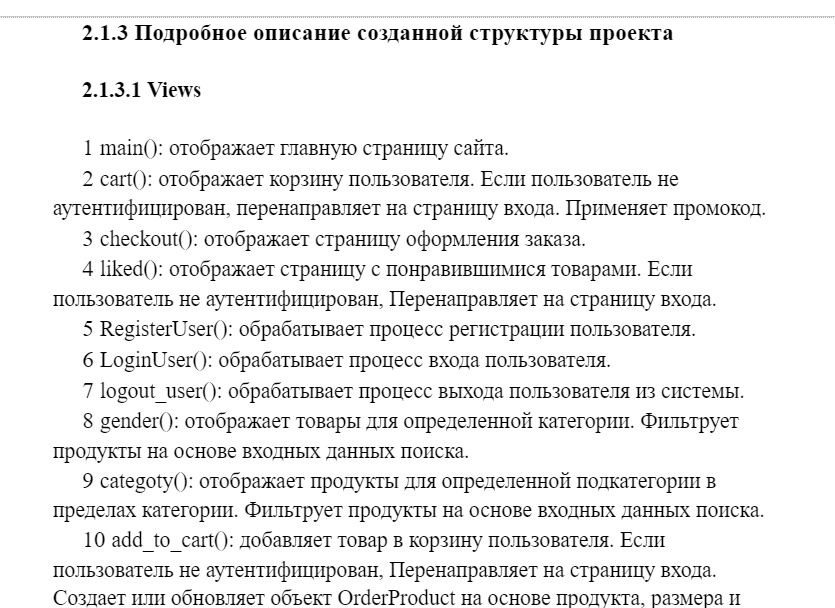 2.1.3 Подробное описание созданной структуры проекта
2.1.3.1 Views
1 main(): отображает главную страницу сайта.
2 cart(): отображает корзину пользователя. Если пользователь не
аутентифицирован, перенаправляет на страницу входа. Применяет промокод.
3 checkout(): отображает страницу оформления заказа.
4 liked(): отображает страницу с понравившимися товарами. Если
пользователь не аутентифицирован, Перенаправляет на страницу входа.
5 RegisterUser(): обрабатывает процесс регистрации пользователя.
6 LoginUser(): обрабатывает процесс входа пользователя.
7 logout_user(): обрабатывает процесс выхода пользователя из системы.
8 gender(): отображает товары для определенной категории. Фильтрует
продукты на основе входных данных поиска.
9 categoty(): отображает продукты для определенной подкатегории в
пределах категории. Фильтрует продукты на основе входных данных поиска.
10 add_to_cart(): добавляет товар в корзину пользователя. Если
пользователь не аутентифицирован, Перенаправляет на страницу входа.
Создает или обновляет объект OrderProduct на основе продукта, размера и